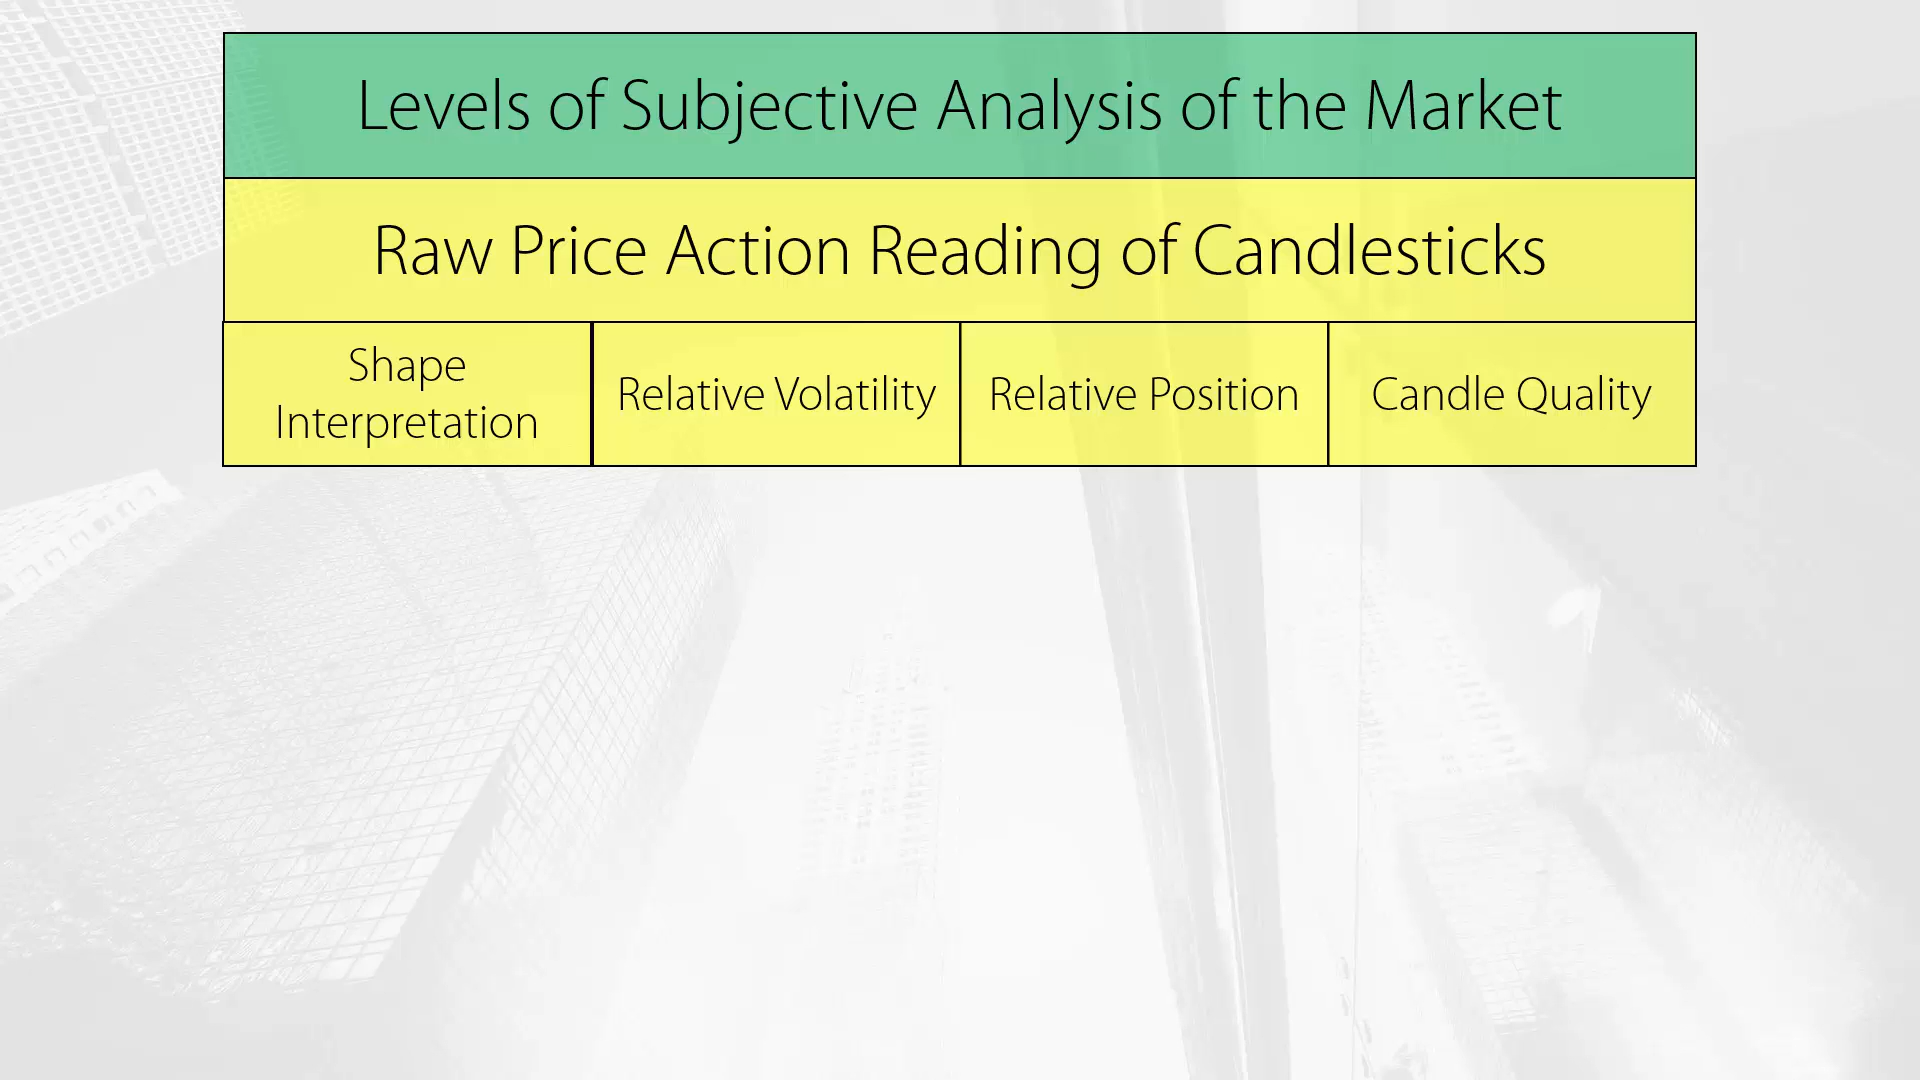 Levels of Subjective Analysis of the Market
Raw Price Action Reading of Candlesticks
Shape
Interpretation
Relative Volatility
Relative Position
Candle Quality